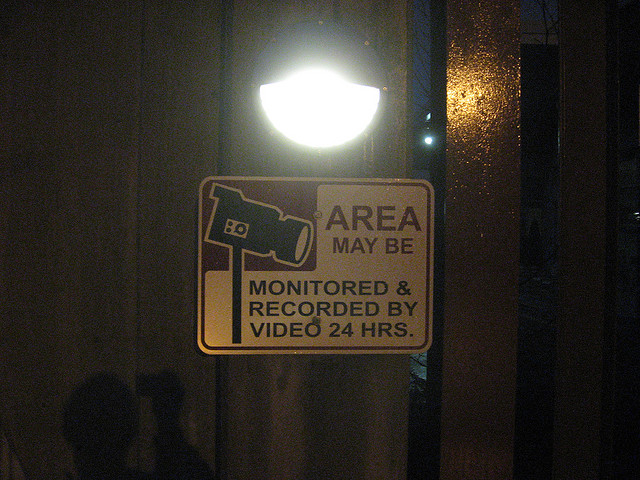 AREA
MAY BE
MONITORED &
RECORDED BY
VIDEO 24 HRS.